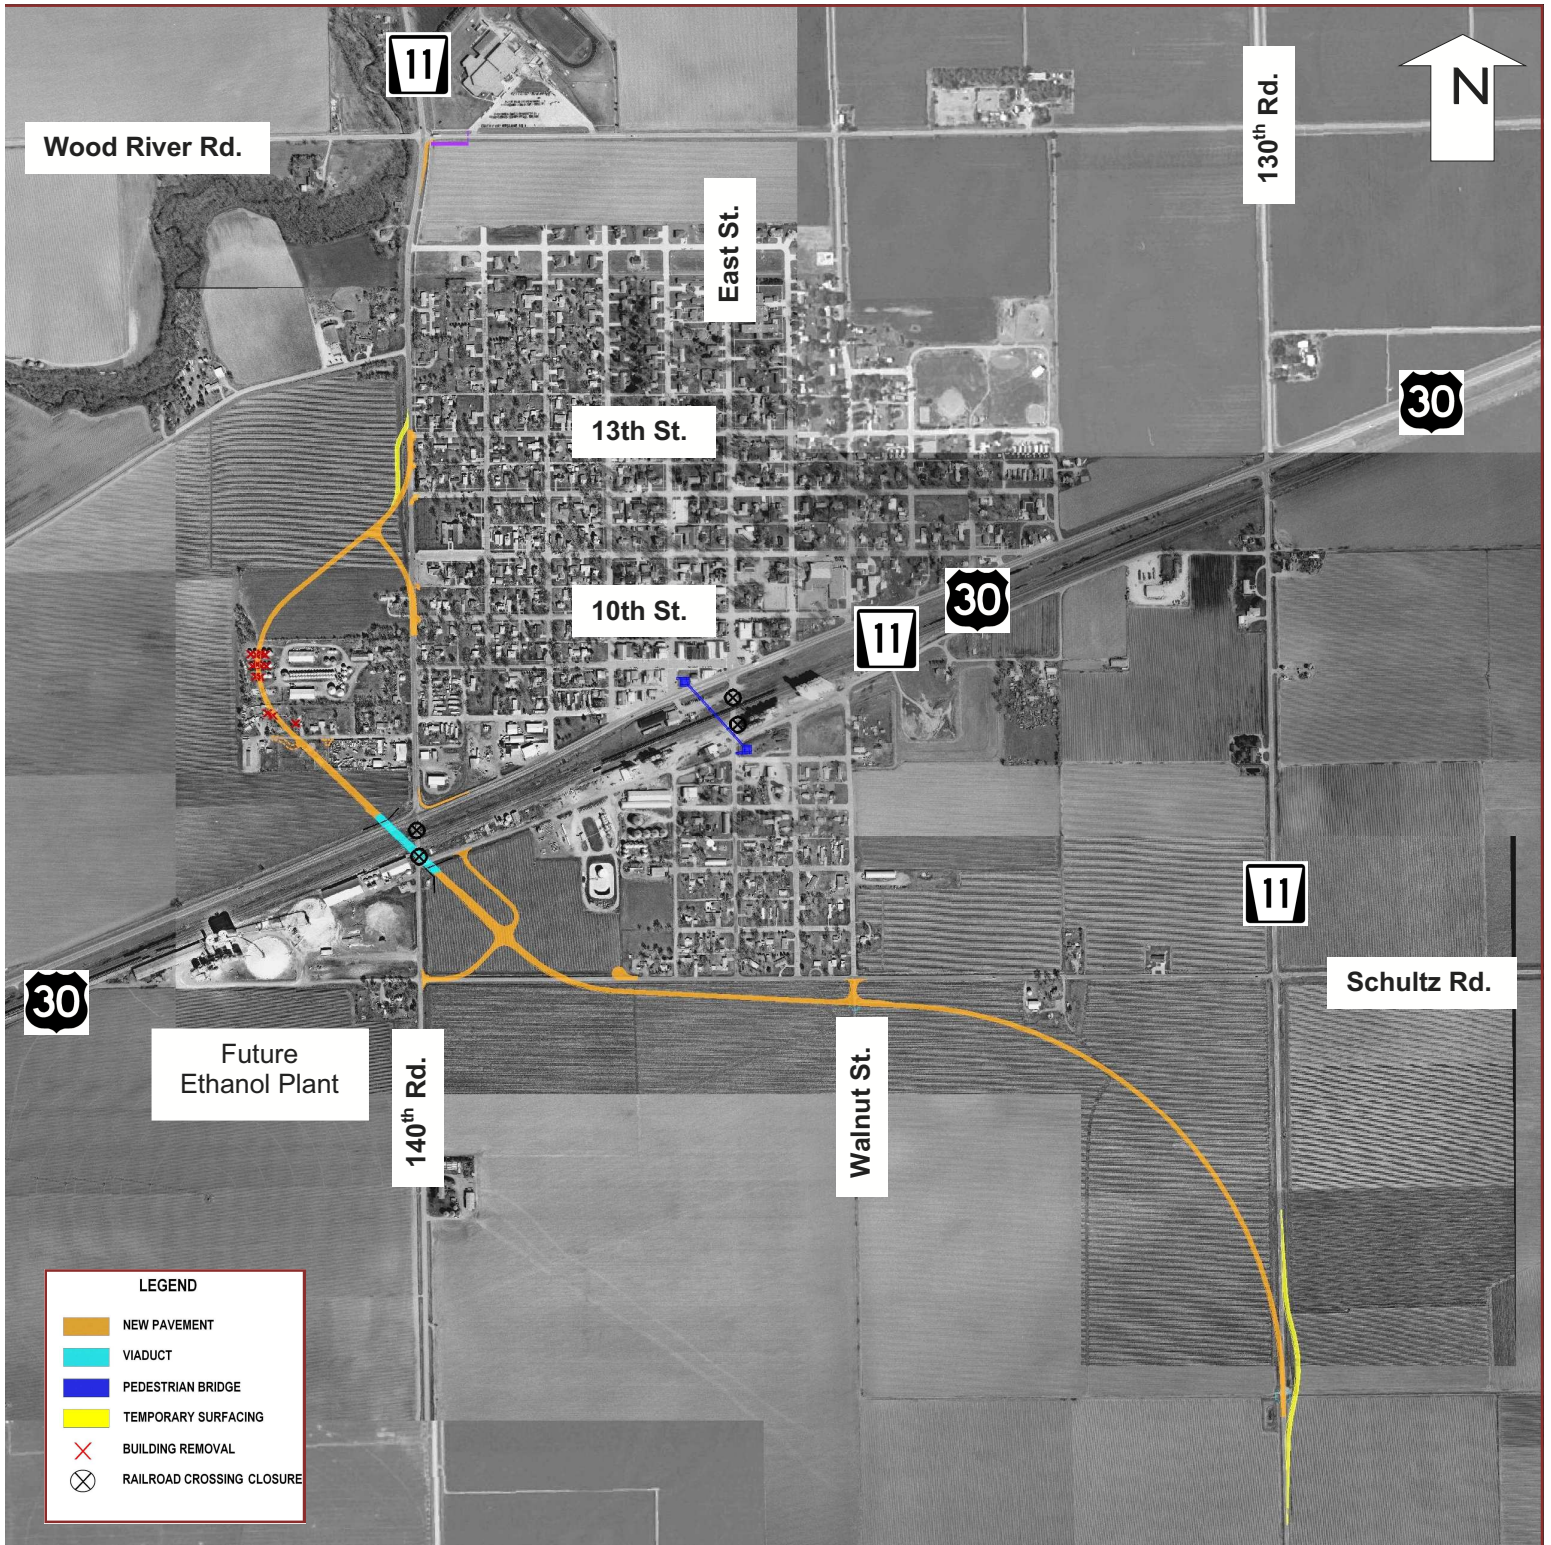 11
N
Wood River Rd.
130th Rd.
East St.
30
13th St.
10th St.
30
11
11
Schultz Rd.
30
Future
Ethanol Plant
140th Rd.
Walnut St.
LEGEND
NEW PAVEMENT
VIADUCT
PEDESTRIAN BRIDGE
TEMPORARY SURFACING
BUILDING REMOVAL
RAILROAD CROSSING CLOSURE